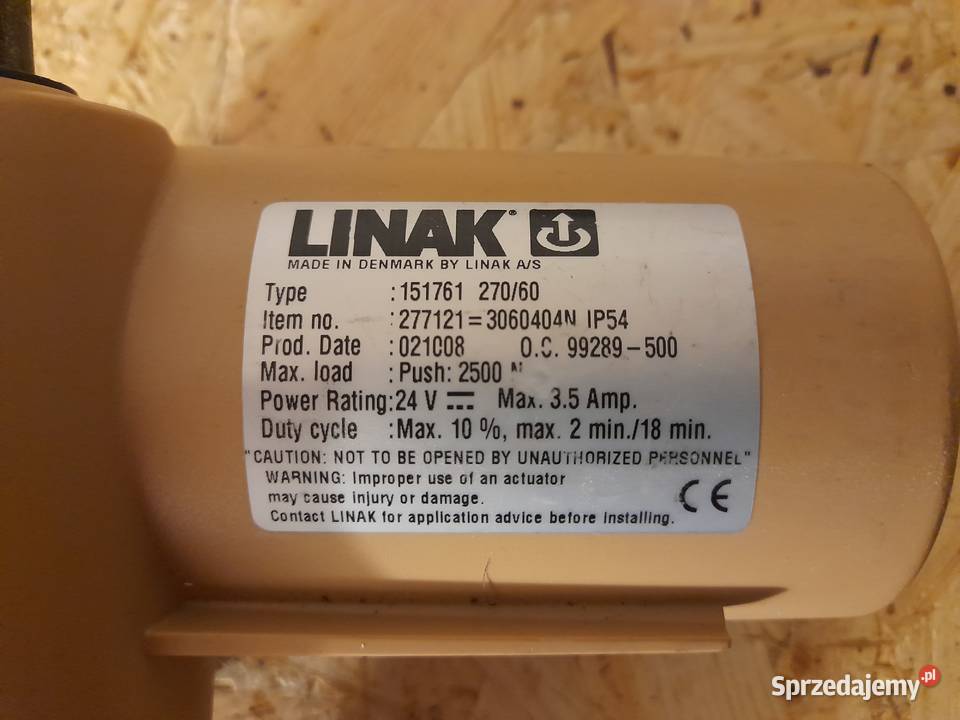 LINAK®
MADE IN DENMARK BY LINAK A/S
Type :151761 270/60
Item no. :277121=3060404N IP54
Prod. Date :021008 O.C. 99289-500
Max. load :Push: 2500 N
Power Rating:24 V Max. 3.5 Amp.
Duty cycle :Max. 10 %, max. 2 min./18 min.
"CAUTION: NOT TO BE OPENED BY UNAUTHORIZED PERSONNEL"
WARNING: Improper use of an actuator
may cause injury or damage.
Contact LINAK for application advice before installing.
CE
Sprzedajemy.pl